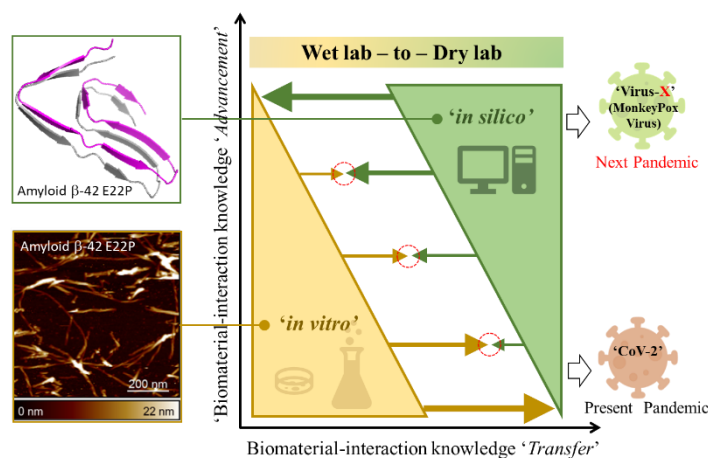 Wet lab – to – Dry lab
Amyloid β-42 E22P
Amyloid β-42 E22P
200 nm
0 nm
22 nm
'Biomaterial-interaction knowledge 'Advancement'
'in silico'
'in vitro'
Biomaterial-interaction knowledge 'Transfer'
'Virus-X'
(MonkeyPox
Virus)
Next Pandemic
'CoV-2'
Present Pandemic